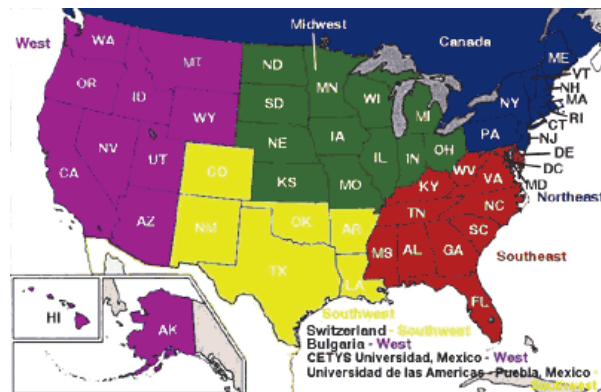 Midwest
Canada
West
WA
MT
ND
ME
VT
OR
MN
NH
ID
SD
WI
NY
MA
WY
MI
RI
CT
NE
IA
PA
NJ
NV
OH
DE
UT
IL
IN
DC
CA
CO
WV
MD
KS
MO
VA
KY
Northeast
NC
OK
TN
AZ
NM
AR
SC
MS
AL
GA
Southeast
TX
LA
FL
HI
AK
Southwest
Switzerland - Southwest
Bulgaria - West
CETYS Universidad, Mexico - West
Universidad de las Americas - Puebla, Mexico -
Southwest